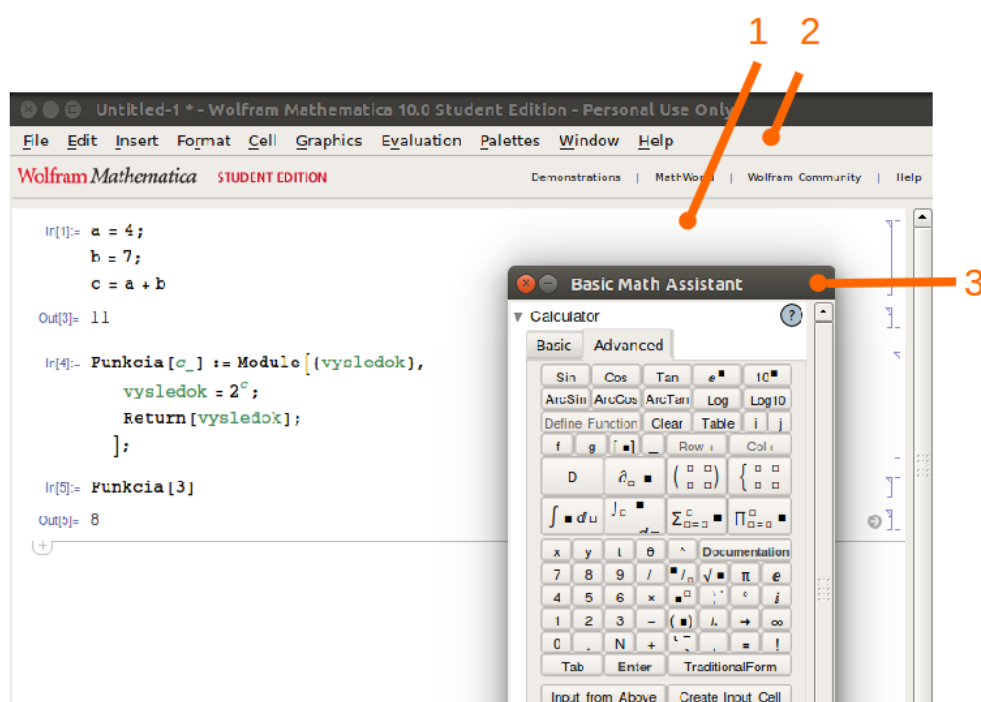 1 2
Untitled-1 * - Wolfram Mathematica 10.0 Student Edition - Personal Use Only
File Edit Insert Format Cell Graphics Evaluation Palettes Window Help
Wolfram Mathematica STUDENT EDITION Demonstrations | MathWorld | Wolfram Community | Help
In[1]:= a = 4;
b = 7;
c = a + b
Out[3]= 11
In[4]:= Funkcia[c_] := Module[{vysledok},
vysledok = 2^c;
Return[vysledok];
];
In[5]:= Funkcia[3]
Out[5]= 8
3
Basic Math Assistant
Calculator ?
Basic Advanced
Sin Cos Tan e■ 10■
ArcSin ArcCos ArcTan Log Log10
Define Function Clear Table i j
f g [■] _ Row Col
D ∂□ ■ (□ □ □ □) { □ □ □ □
∫■ d□ ∫□ ■ d□ Σ□=□ ■ Π□=□ ■
x y t θ ^ Documentation
7 8 9 / ■/□ √■ π e
4 5 6 × ■□ ° i
1 2 3 − (■) /. → ∞
0 . N + , = !
Tab Enter TraditionalForm
Input from Above Create Input Cell